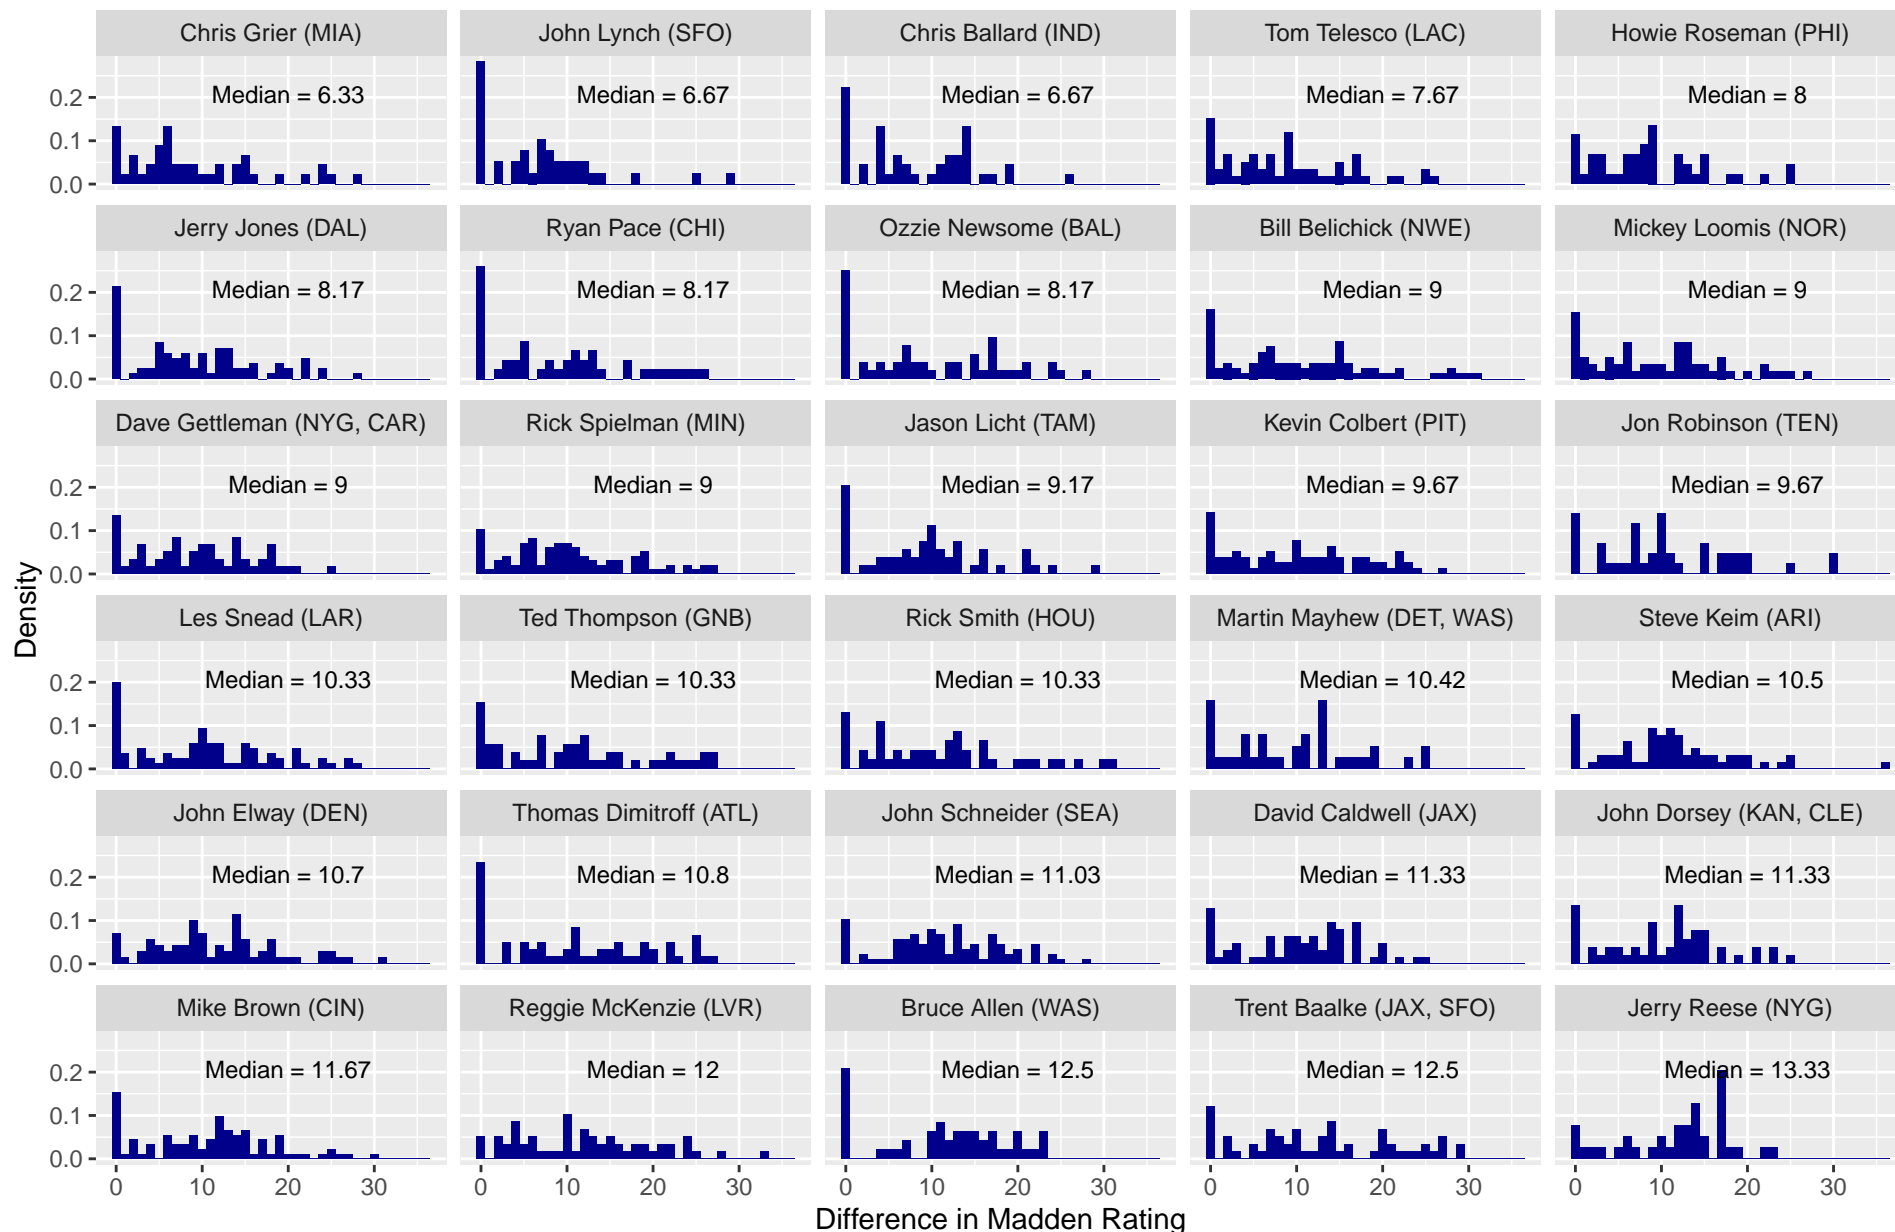 Chris Grier (MIA)
John Lynch (SFO)
Chris Ballard (IND)
Tom Telesco (LAC)
Howie Roseman (PHI)
0.2
0.1
0.0
Median = 6.33
Median = 6.67
Median = 6.67
Median = 7.67
Median = 8
Jerry Jones (DAL)
Ryan Pace (CHI)
Ozzie Newsome (BAL)
Bill Belichick (NWE)
Mickey Loomis (NOR)
0.2
0.1
0.0
Median = 8.17
Median = 8.17
Median = 8.17
Median = 9
Median = 9
Dave Gettleman (NYG, CAR)
Rick Spielman (MIN)
Jason Licht (TAM)
Kevin Colbert (PIT)
Jon Robinson (TEN)
0.2
0.1
0.0
Median = 9
Median = 9
Median = 9.17
Median = 9.67
Median = 9.67
Density
Les Snead (LAR)
Ted Thompson (GNB)
Rick Smith (HOU)
Martin Mayhew (DET, WAS)
Steve Keim (ARI)
0.2
0.1
0.0
Median = 10.33
Median = 10.33
Median = 10.33
Median = 10.42
Median = 10.5
John Elway (DEN)
Thomas Dimitroff (ATL)
John Schneider (SEA)
David Caldwell (JAX)
John Dorsey (KAN, CLE)
0.2
0.1
0.0
Median = 10.7
Median = 10.8
Median = 11.03
Median = 11.33
Median = 11.33
Mike Brown (CIN)
Reggie McKenzie (LVR)
Bruce Allen (WAS)
Trent Baalke (JAX, SFO)
Jerry Reese (NYG)
0.2
0.1
0.0
Median = 11.67
Median = 12
Median = 12.5
Median = 12.5
Median = 13.33
0 10 20 30
0 10 20 30
0 10 20 30
0 10 20 30
0 10 20 30
Difference in Madden Rating